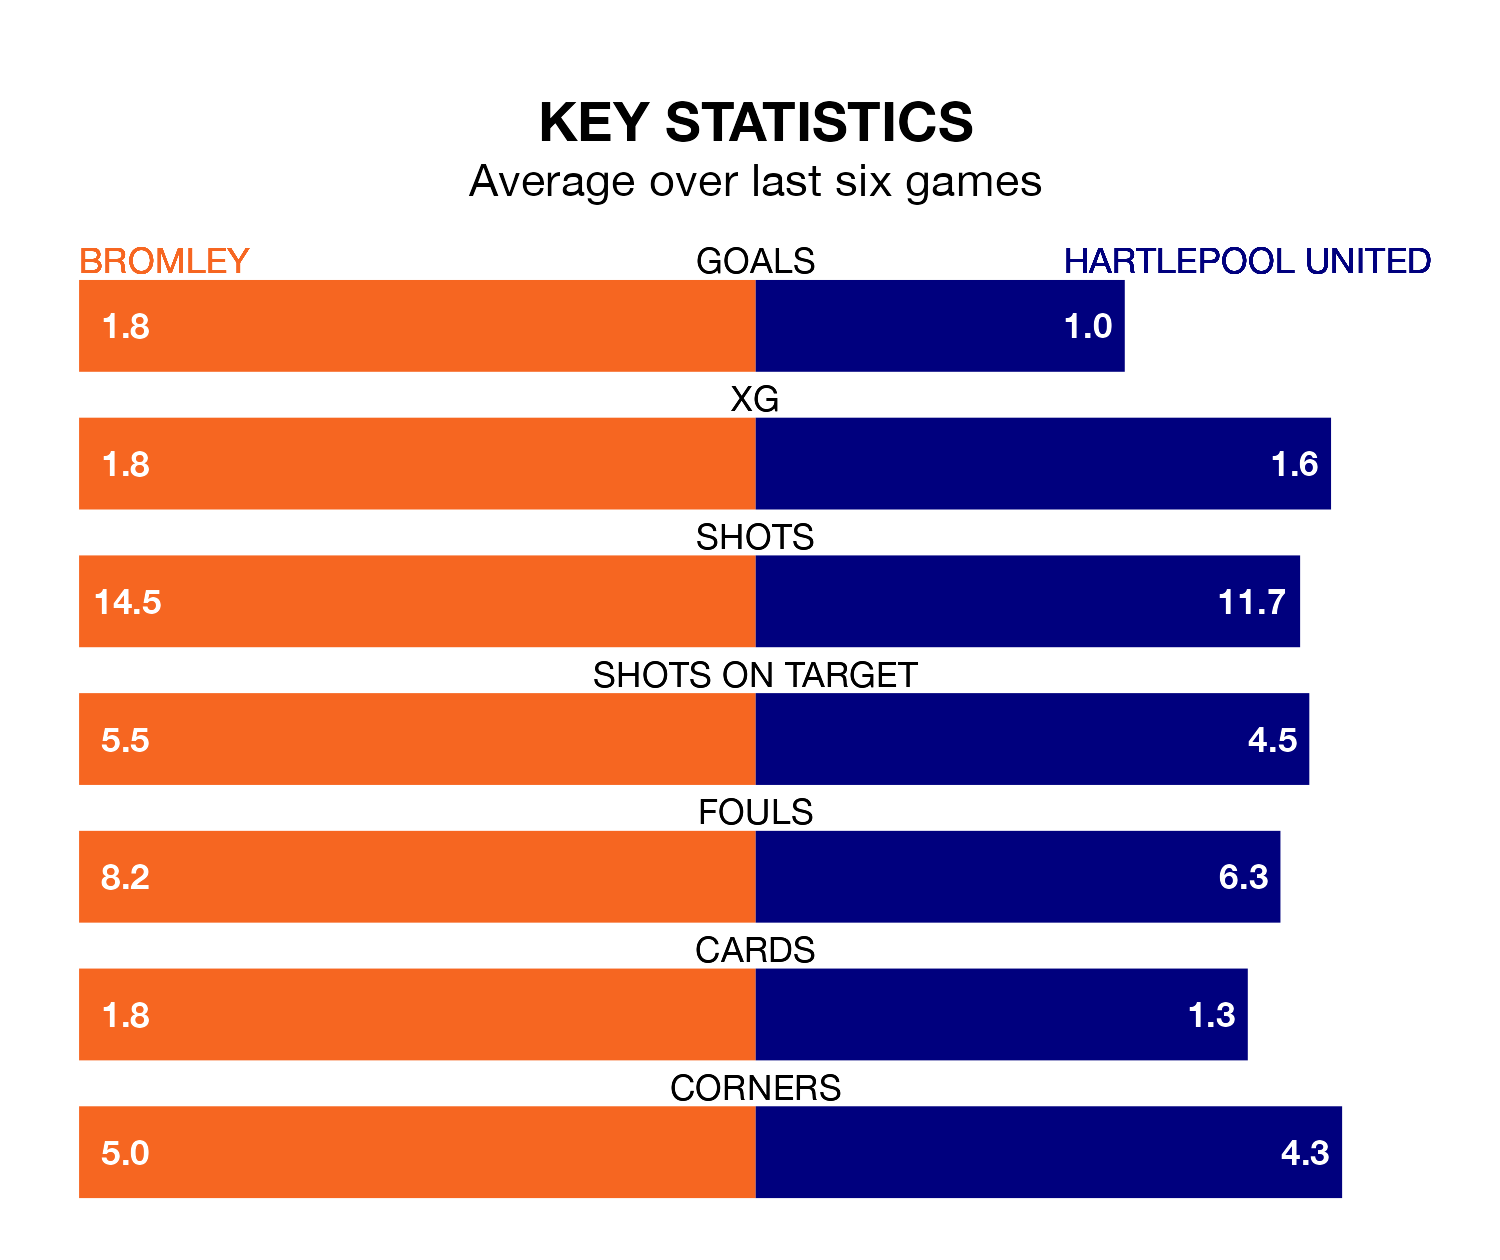 KEY STATISTICS
Average over last six games
BROMLEY GOALS HARTLEPOOL UNITED
1.8 1.0
XG
1.8 1.6
SHOTS
14.5 11.7
SHOTS ON TARGET
5.5 4.5
FOULS
8.2 6.3
CARDS
1.8 1.3
CORNERS
5.0 4.3